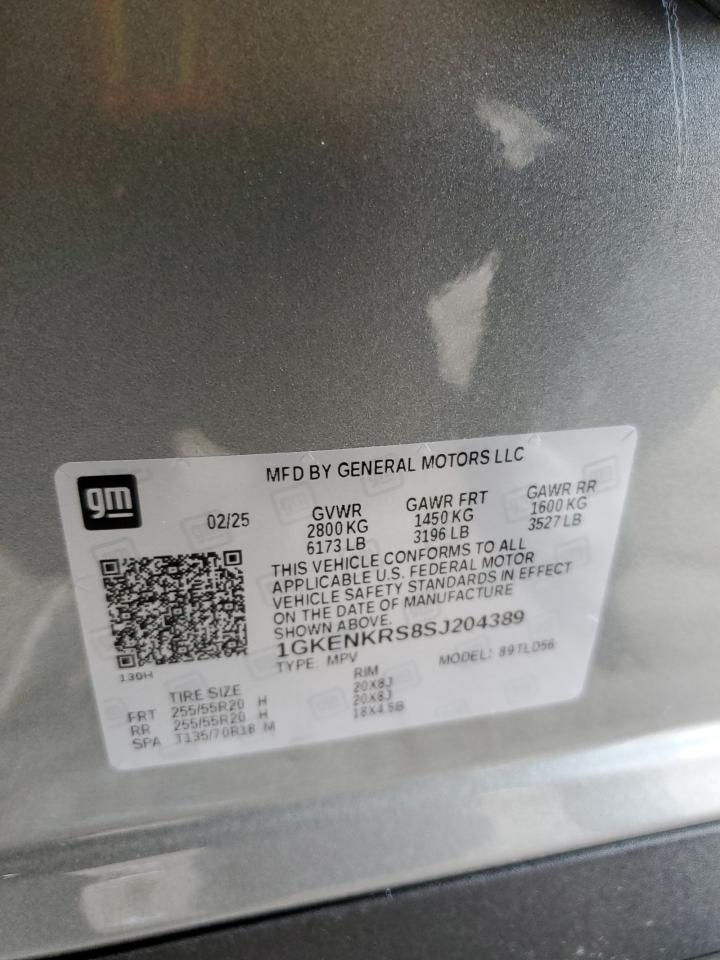 MFD BY GENERAL MOTORS LLC
gm
02/25
GVWR
2800 KG
6173 LB
GAWR FRT
1450 KG
3196 LB
GAWR RR
1600 KG
3527 LB
THIS VEHICLE CONFORMS TO ALL
APPLICABLE U.S. FEDERAL MOTOR
VEHICLE SAFETY STANDARDS IN EFFECT
ON THE DATE OF MANUFACTURE
SHOWN ABOVE.
1GKENKRS8SJ204389
TYPE: MPV
MODEL: 89TLD56
130H
TIRE SIZE
RIM
FRT 255/55R20 H 20X8J
RR 255/55R20 H 20X8J
SPA T135/70R18 M 18X4.5B